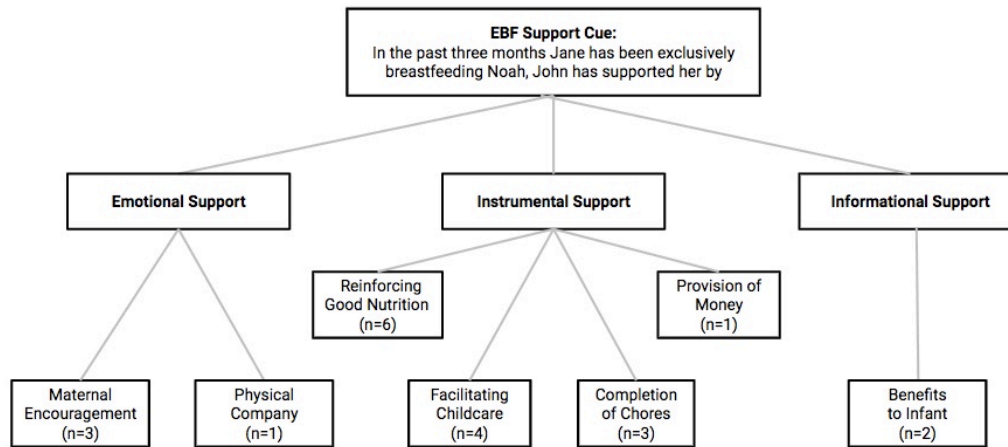 EBF Support Cue:
In the past three months Jane has been exclusively
breastfeeding Noah, John has supported her by
Emotional Support
Instrumental Support
Informational Support
Reinforcing
Good Nutrition
(n=6)
Provision of
Money
(n=1)
Maternal
Encouragement
(n=3)
Physical
Company
(n=1)
Facilitating
Childcare
(n=4)
Completion
of Chores
(n=3)
Benefits
to Infant
(n=2)